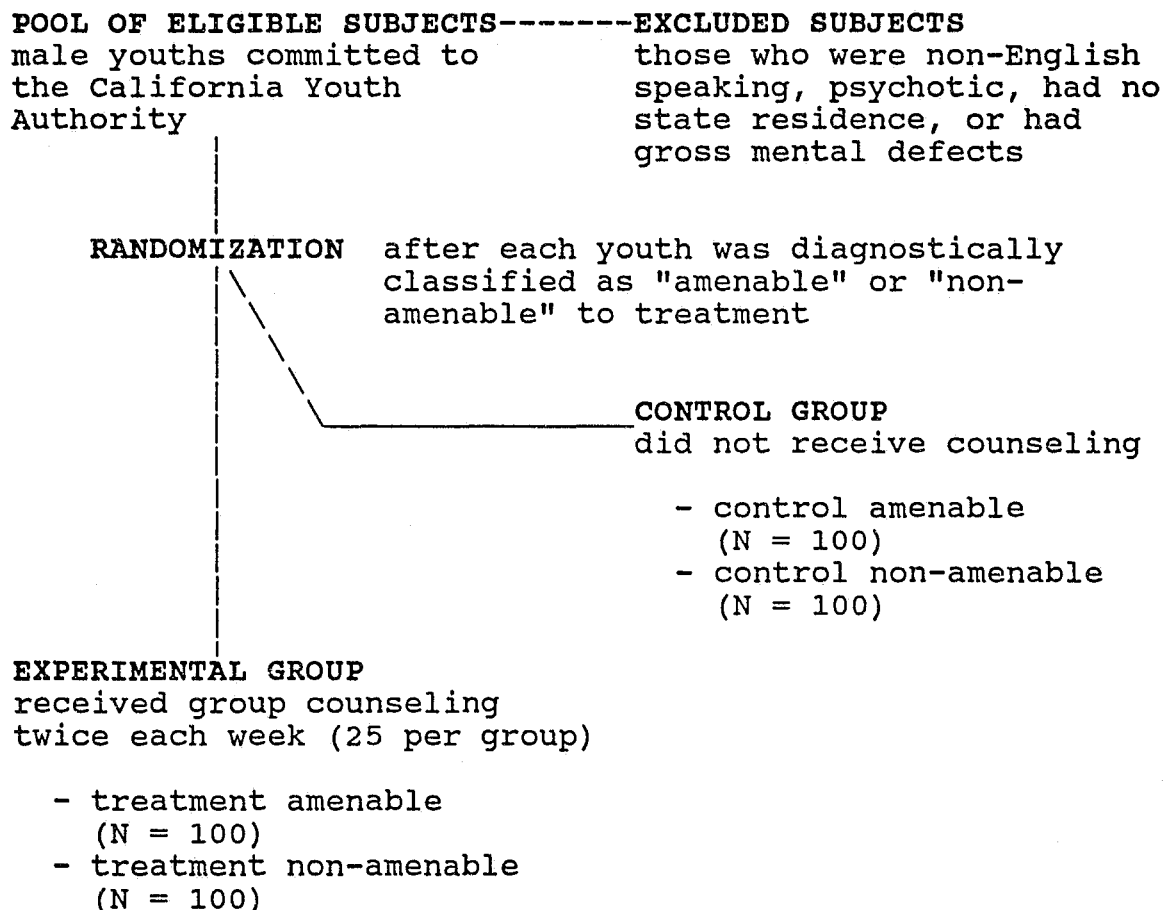 POOL OF ELIGIBLE SUBJECTS-------EXCLUDED SUBJECTS
male youths committed to those who were non-English
the California Youth speaking, psychotic, had no
Authority state residence, or had
gross mental defects
RANDOMIZATION after each youth was diagnostically
classified as "amenable" or "non-
amenable" to treatment
CONTROL GROUP
did not receive counseling
- control amenable
(N = 100)
- control non-amenable
(N = 100)
EXPERIMENTAL GROUP
received group counseling
twice each week (25 per group)
- treatment amenable
(N = 100)
- treatment non-amenable
(N = 100)